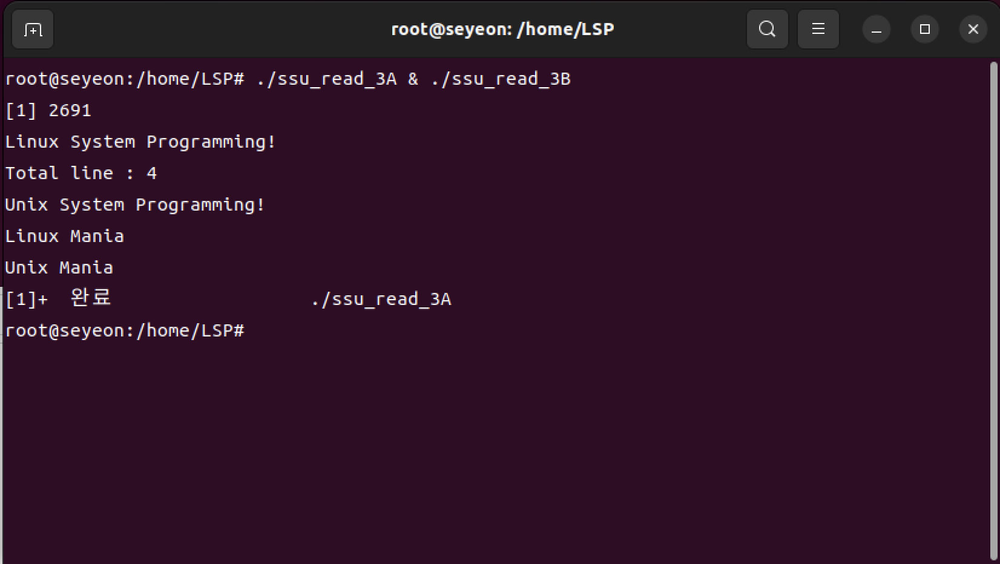 root@seyeon: /home/LSP
root@seyeon:/home/LSP# ./ssu_read_3A & ./ssu_read_3B
[1] 2691
Linux System Programming!
Total line : 4
Unix System Programming!
Linux Mania
Unix Mania
[1]+  완료                  ./ssu_read_3A
root@seyeon:/home/LSP#